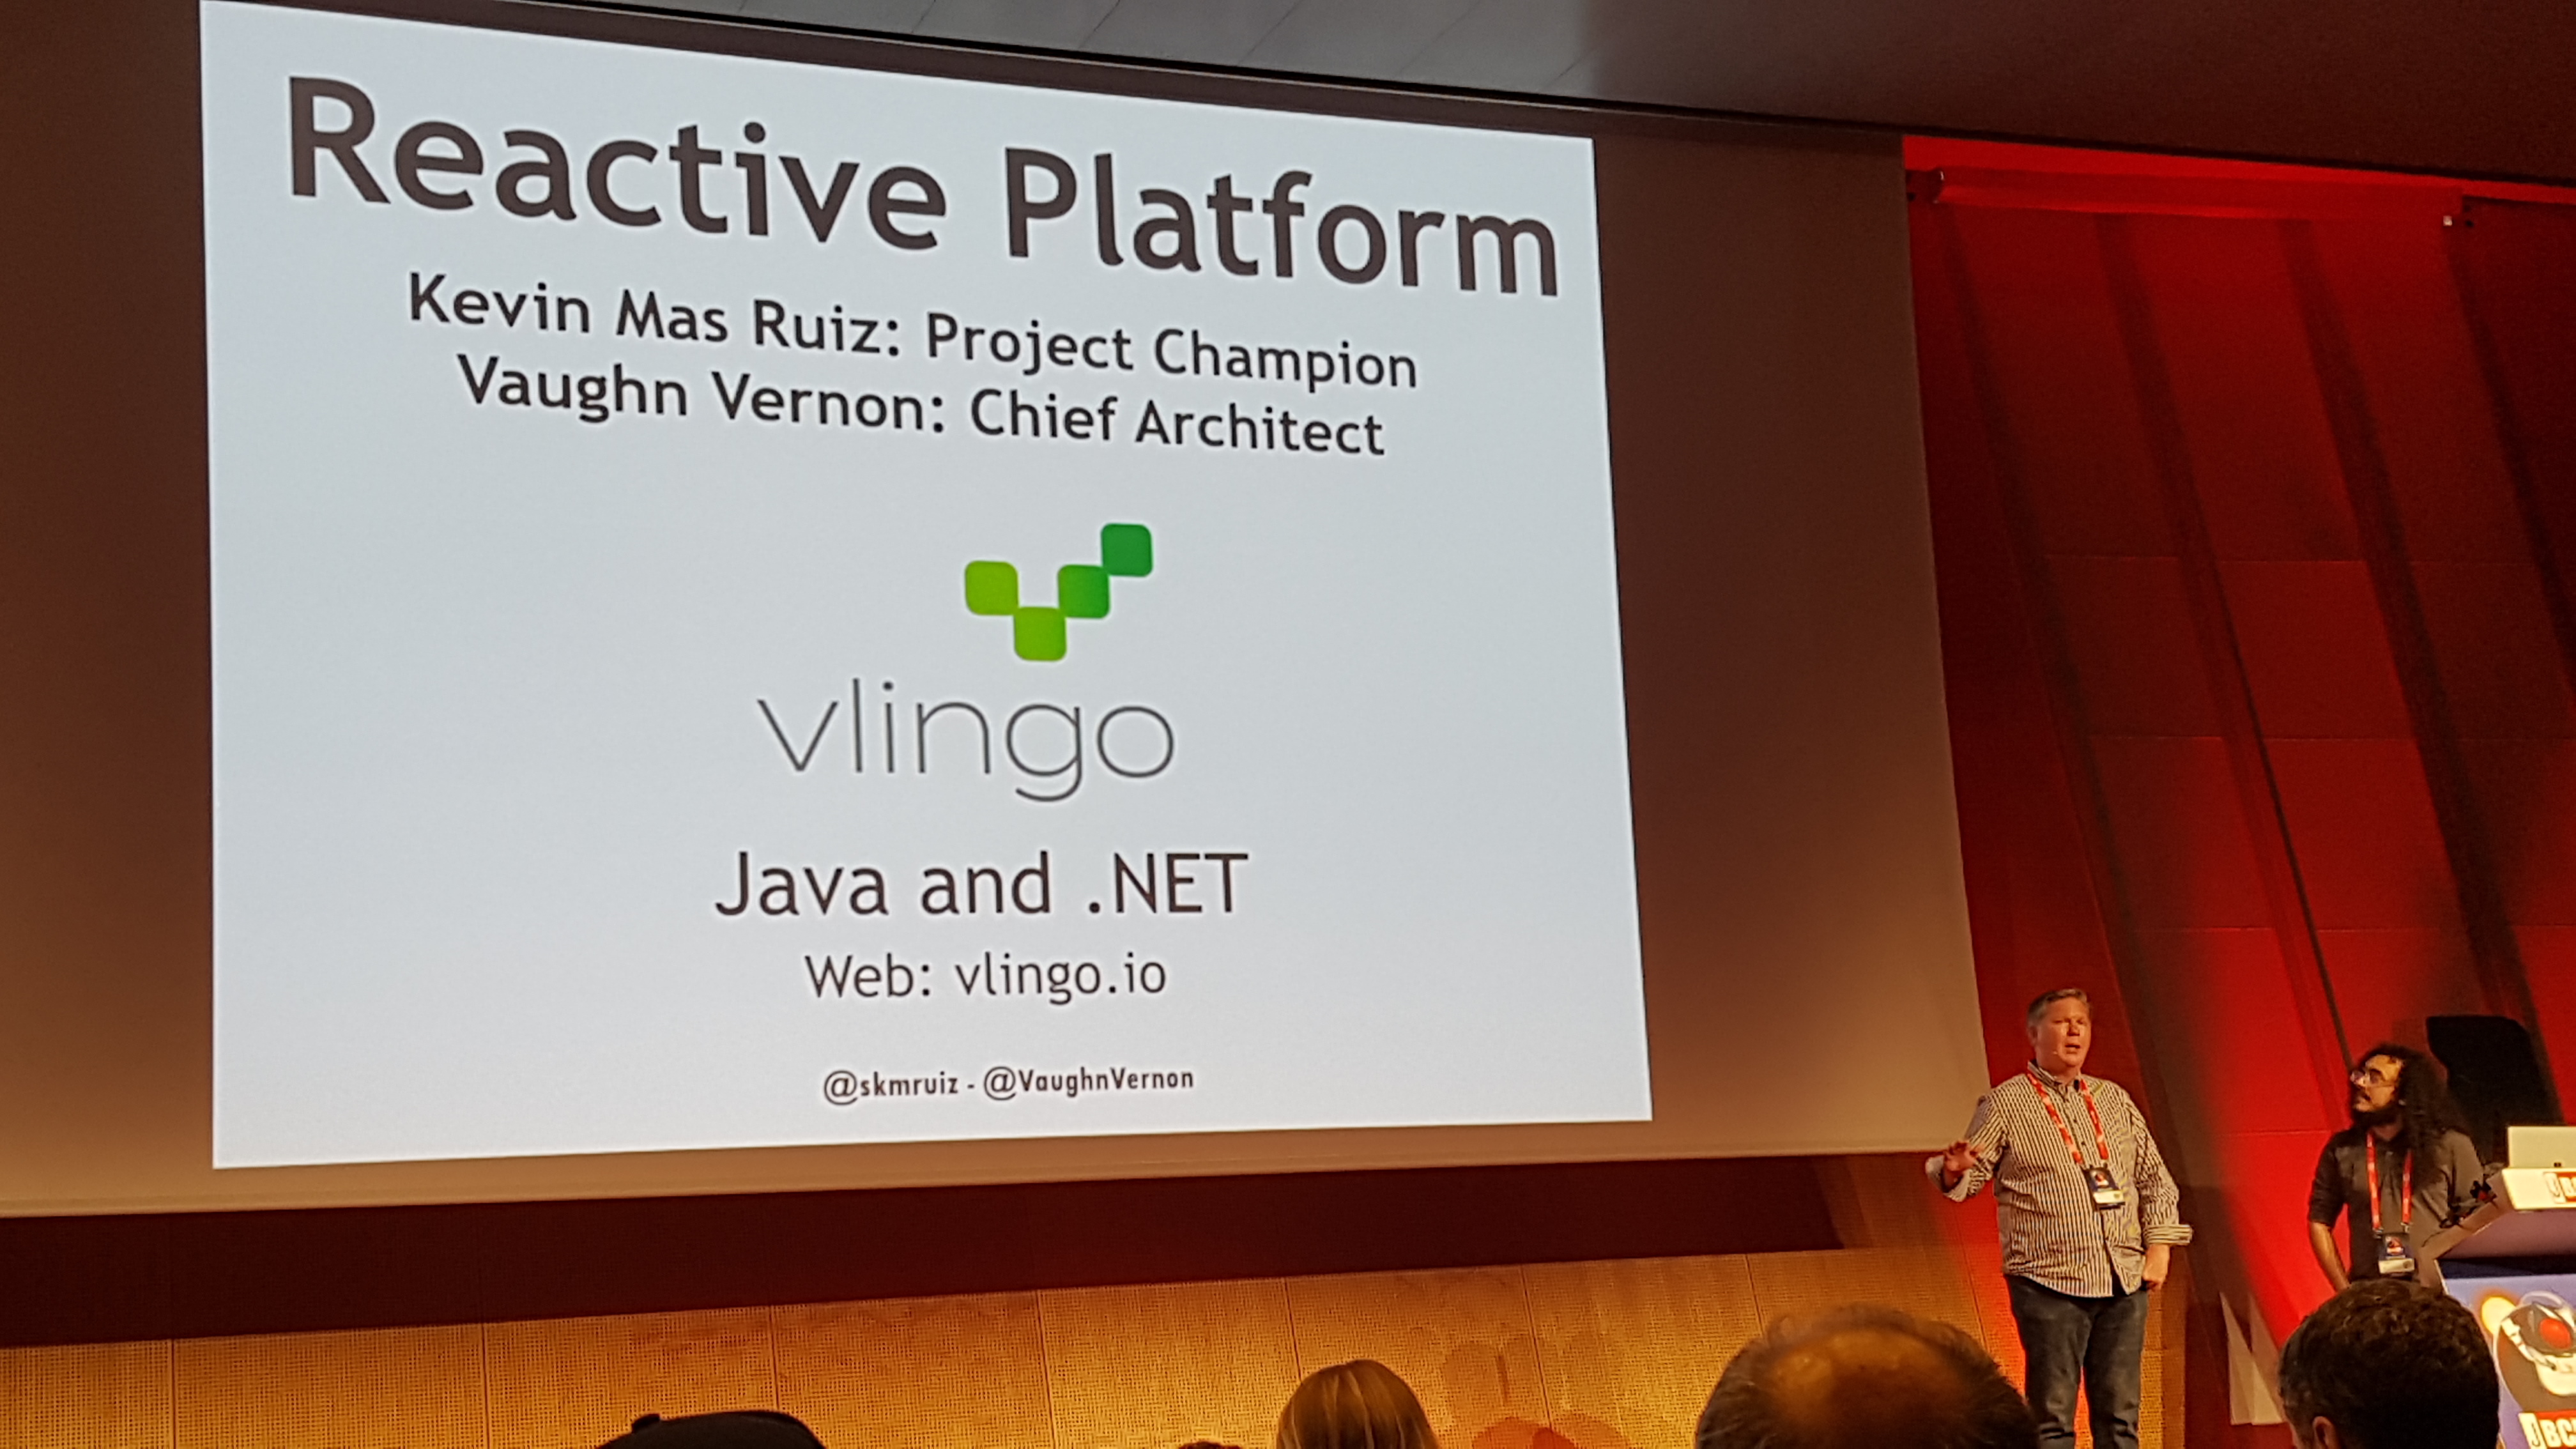 Reactive Platform
Kevin Mas Ruiz: Project Champion
Vaughn Vernon: Chief Architect
vlingo
Java and .NET
Web: vlingo.io
@skmruiz - @VaughnVernon